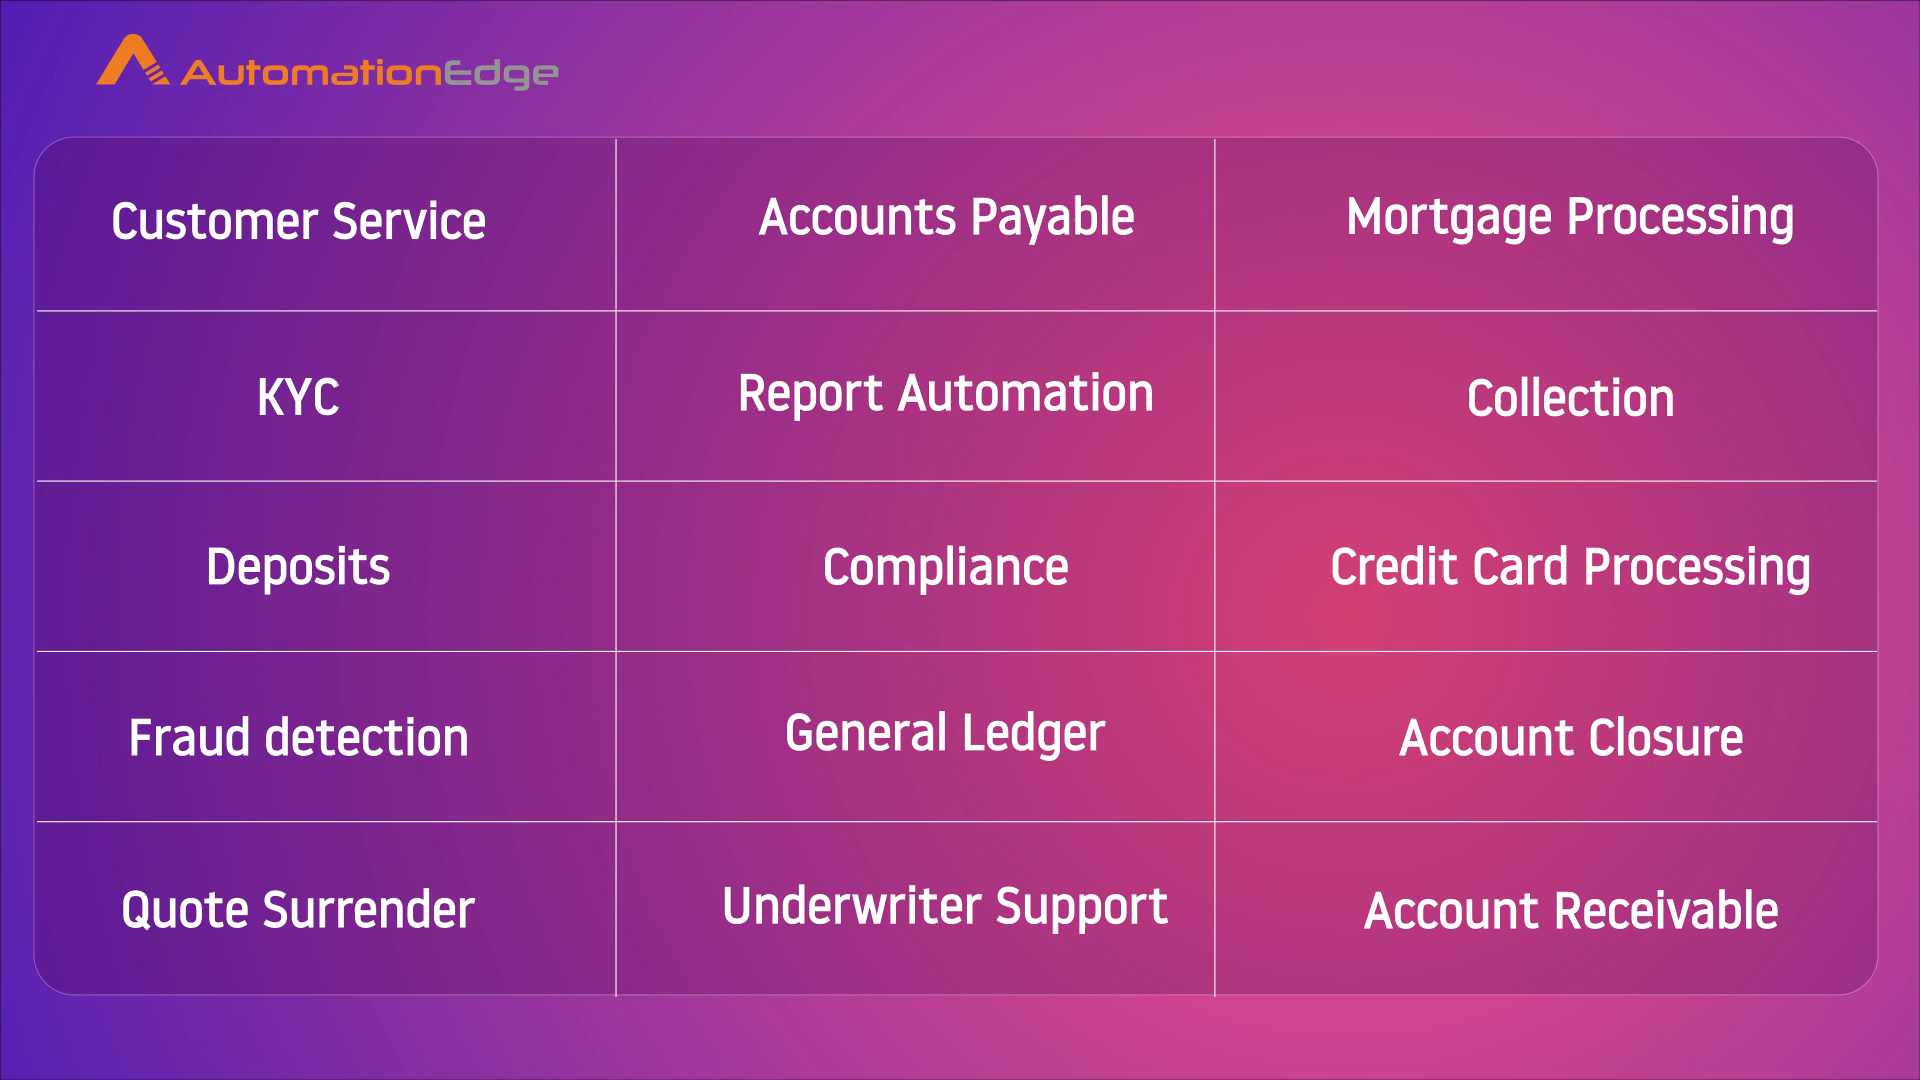 AutomationEdge
Customer Service
Accounts Payable
Mortgage Processing
KYC
Report Automation
Collection
Deposits
Compliance
Credit Card Processing
Fraud detection
General Ledger
Account Closure
Quote Surrender
Underwriter Support
Account Receivable